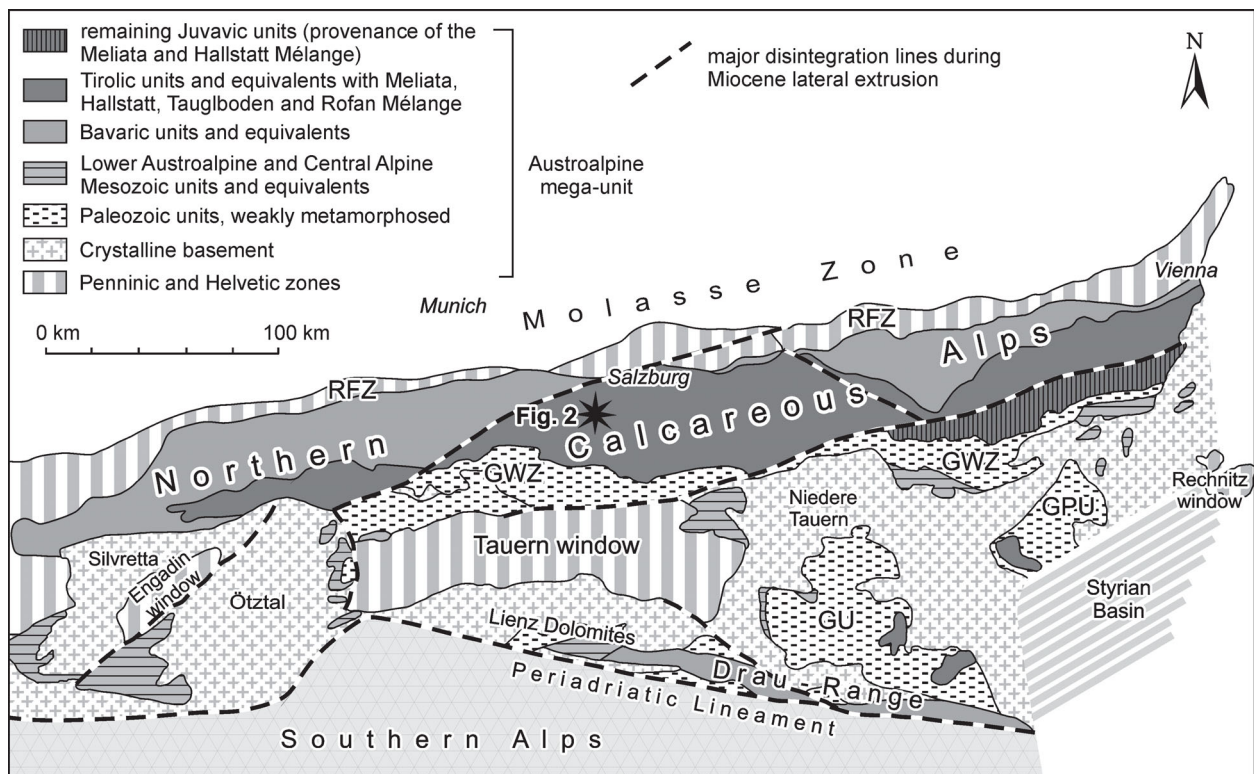 remaining Juvavic units (provenance of the
Meliata and Hallstatt Mélange)
Tirolic units and equivalents with Meliata,
Hallstatt, Tauglboden and Rofan Mélange
Bavaric units and equivalents
Lower Austroalpine and Central Alpine
Mesozoic units and equivalents
Paleozoic units, weakly metamorphosed
Crystalline basement
Penninic and Helvetic zones
Austroalpine
mega-unit
major disintegration lines during
Miocene lateral extrusion
N
0 km
100 km
Munich
Molasse Zone
Vienna
RFZ
RFZ
Salzburg
Fig. 2
Northern Calcareous Alps
GWZ
GWZ
Silvretta
Engadin
window
Ötztal
Tauern window
Niedere
Tauern
GPU
Rechnitz
window
Styrian
Basin
Lienz Dolomites
GU
Drau Range
Periadriatic Lineament
Southern Alps